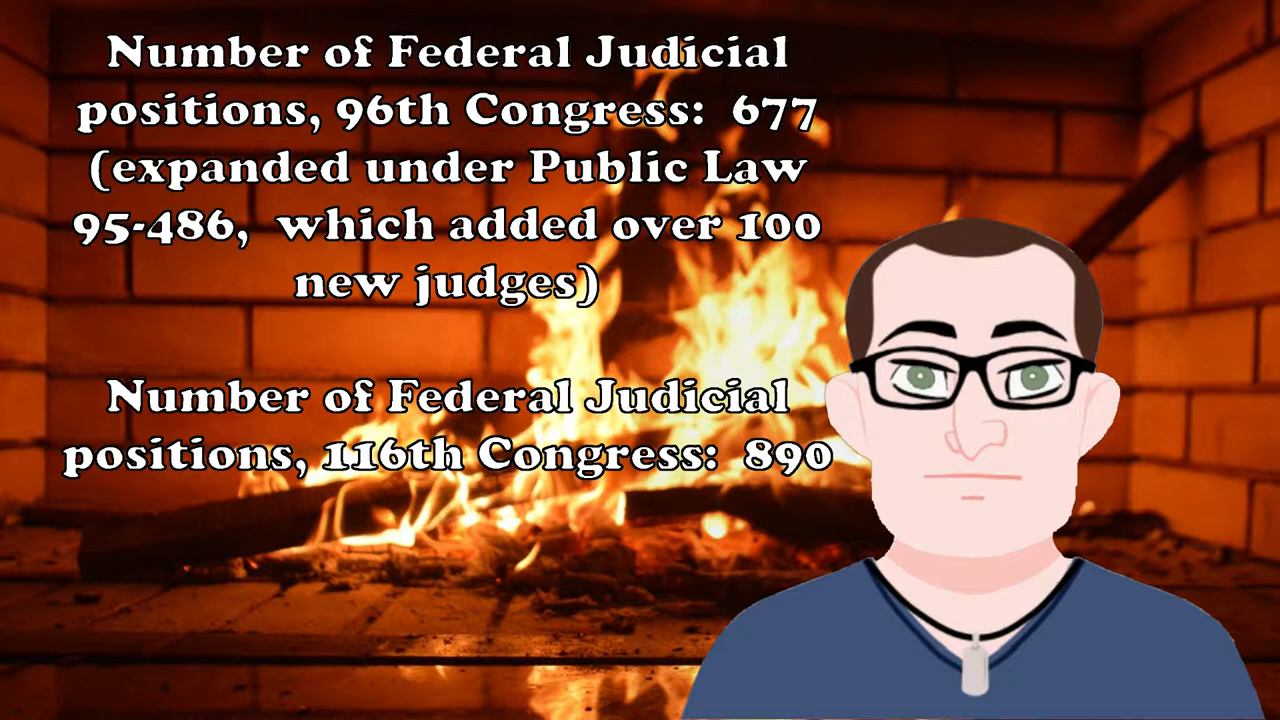 Number of Federal Judicial
positions, 96th Congress:  677
(expanded under Public Law
95-486,  which added over 100
new judges)
Number of Federal Judicial
positions, 116th Congress:  890